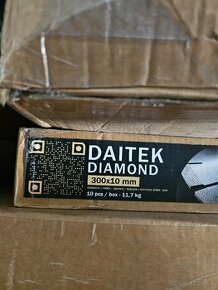 DAITEK
DIAMOND
300x10 mm
10 pcs / box - 11,7 kg